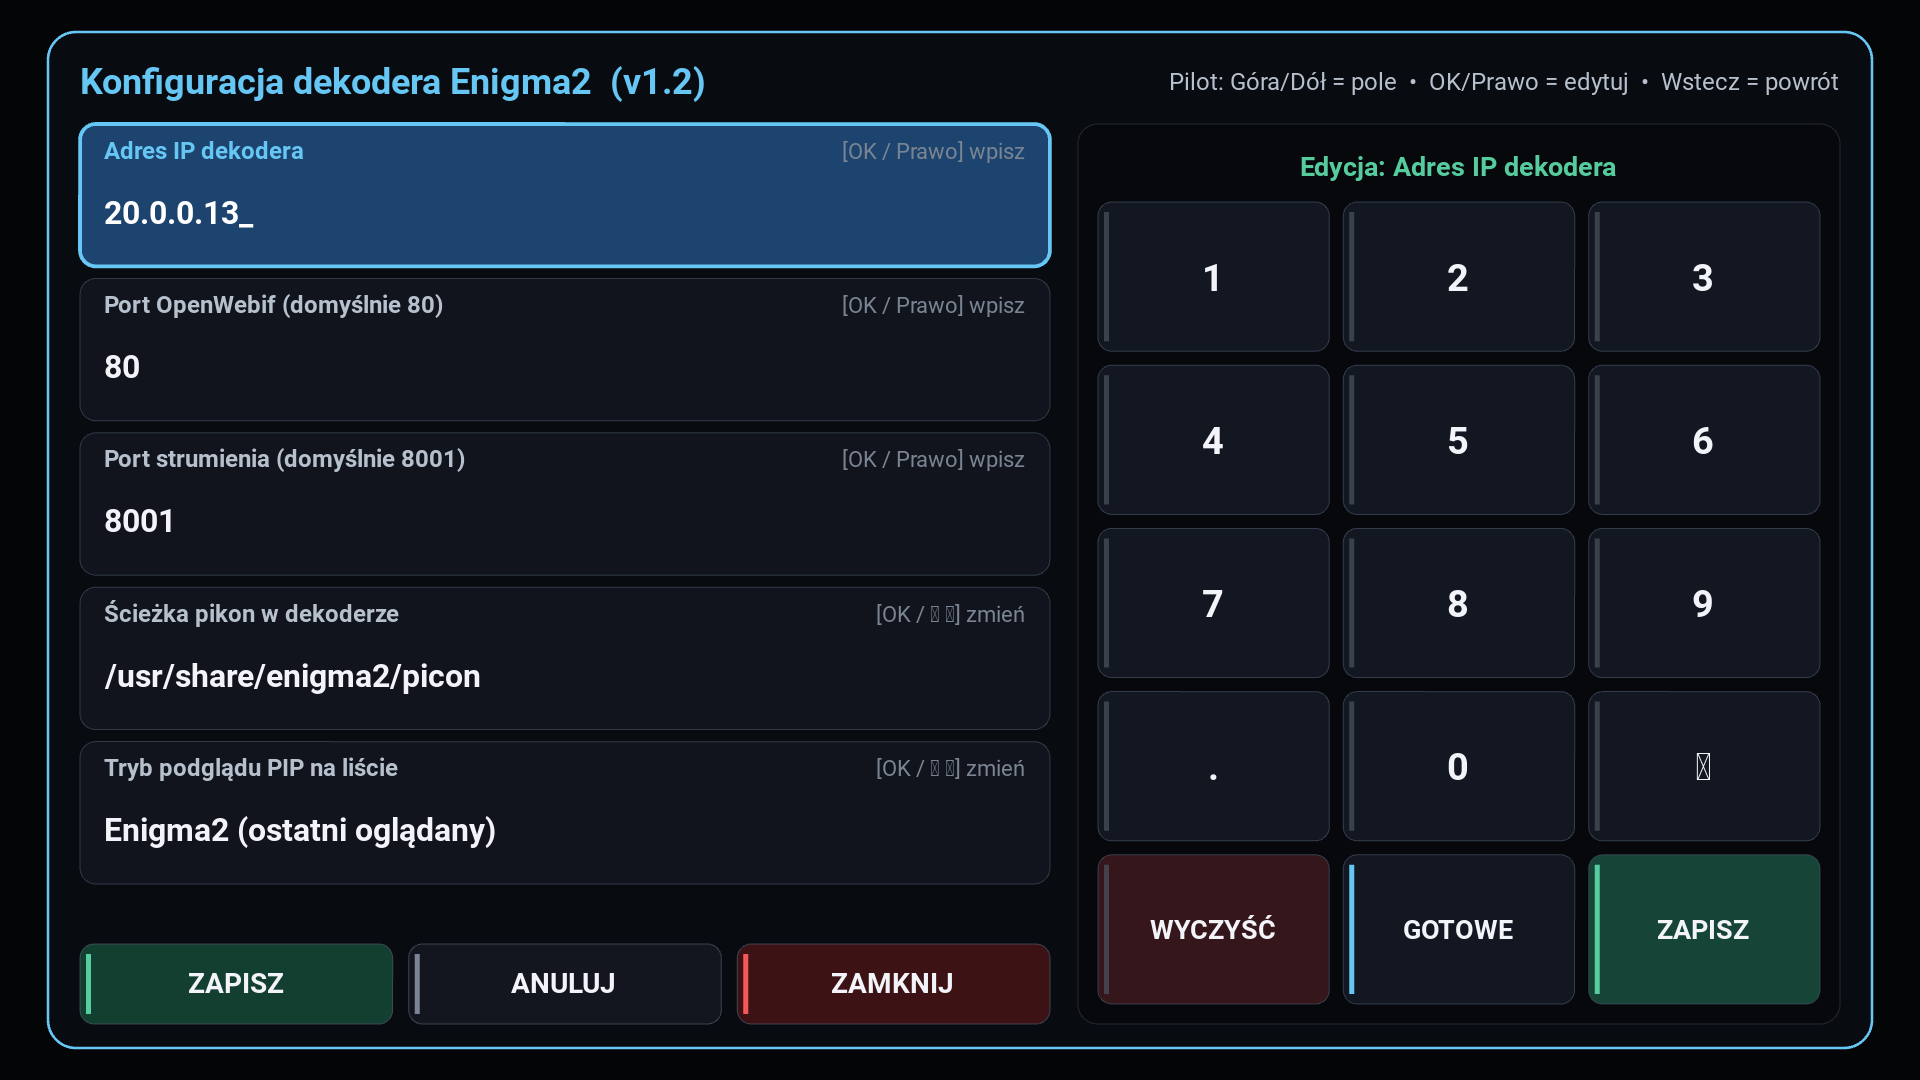 Konfiguracja dekodera Enigma2 (v1.2)
Pilot: Góra/Dół = pole • OK/Prawo = edytuj • Wstecz = powrót
Adres IP dekodera
[OK / Prawo] wpisz
20.0.0.13_
Port OpenWebif (domyślnie 80)
[OK / Prawo] wpisz
80
Port strumienia (domyślnie 8001)
[OK / Prawo] wpisz
8001
Ścieżka pikon w dekoderze
[OK / ] zmień
/usr/share/enigma2/picon
Tryb podglądu PIP na liście
[OK / ] zmień
Enigma2 (ostatni oglądany)
ZAPISZ
ANULUJ
ZAMKNIJ
Edycja: Adres IP dekodera
1 2 3
4 5 6
7 8 9
. 0
WYCZYŚĆ GOTOWE ZAPISZ